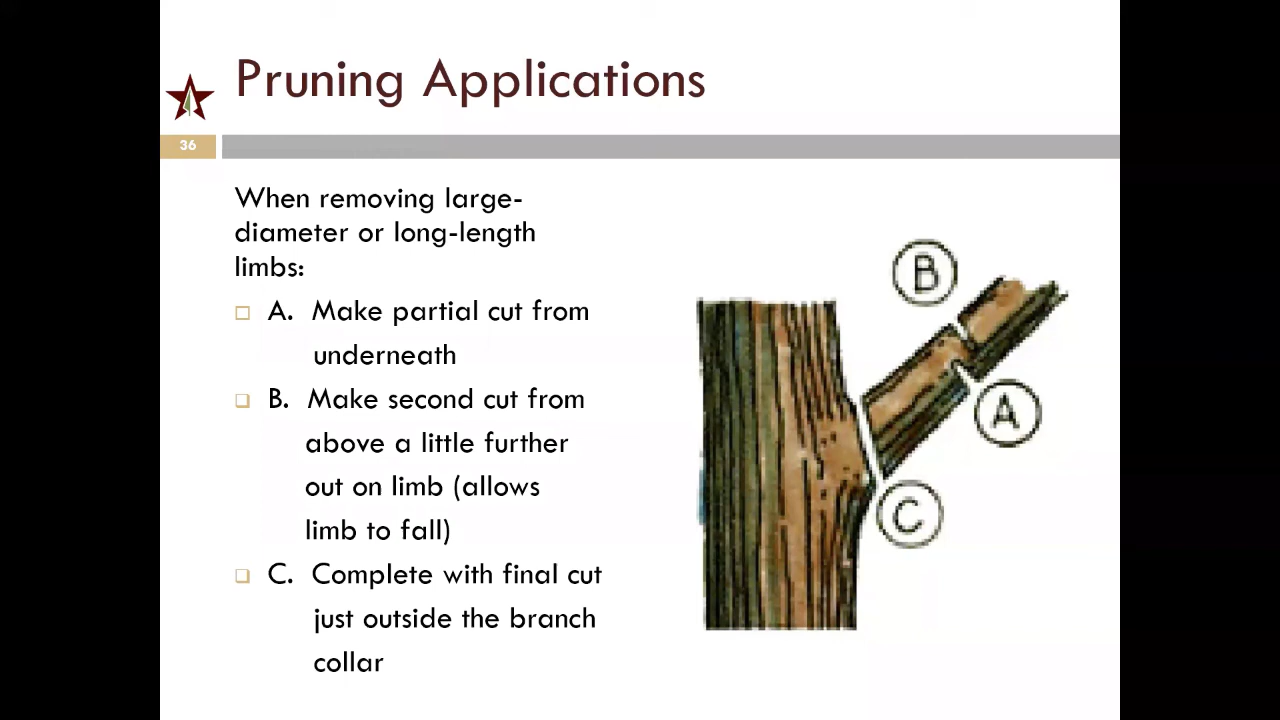 Pruning Applications
36
When removing large-
diameter or long-length
limbs:
A. Make partial cut from
underneath
B. Make second cut from
above a little further
out on limb (allows
limb to fall)
C. Complete with final cut
just outside the branch
collar
B
A
C